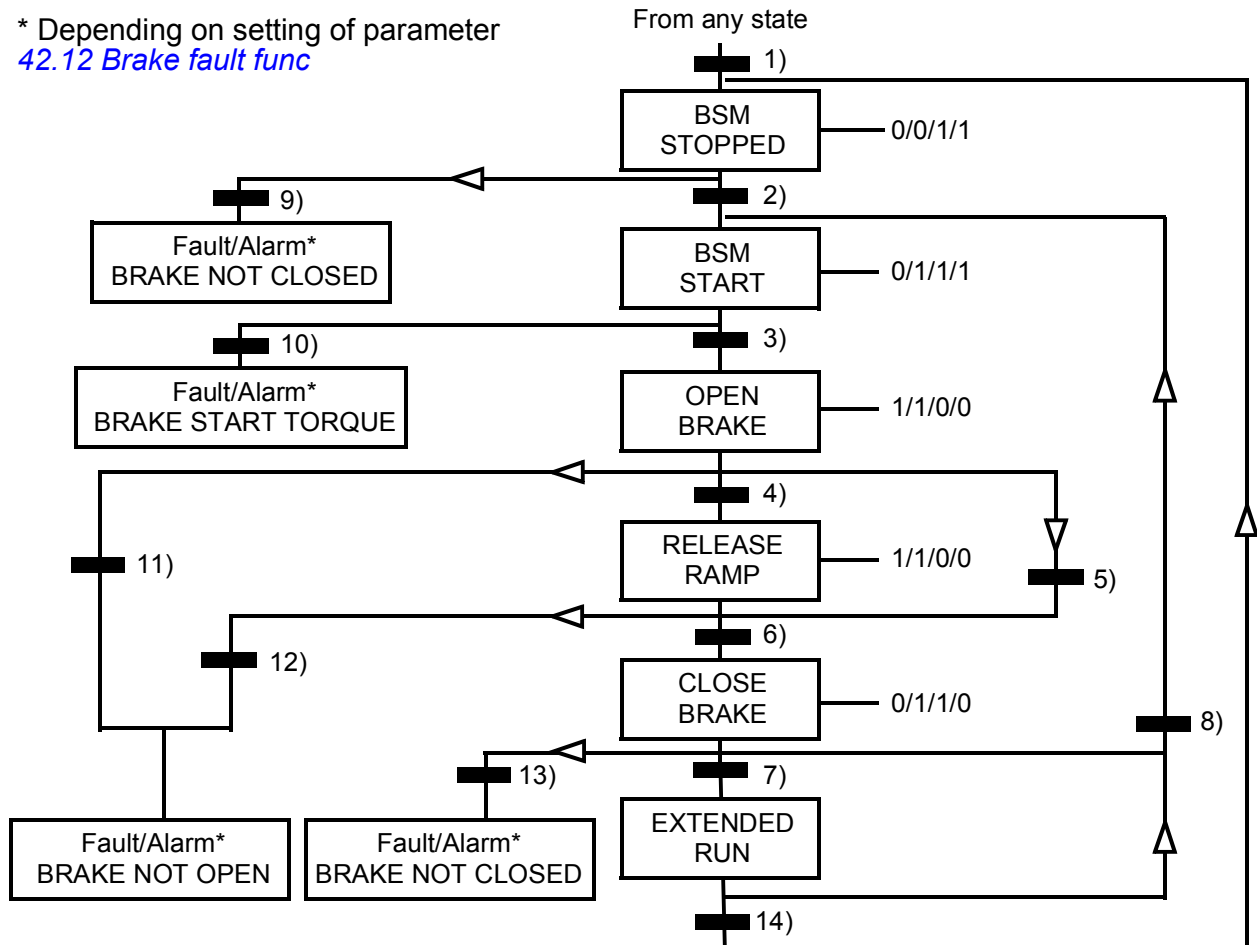 * Depending on setting of parameter
42.12 Brake fault func
From any state
1)
BSM
STOPPED
0/0/1/1
9)
2)
Fault/Alarm*
BRAKE NOT CLOSED
BSM
START
0/1/1/1
10)
3)
Fault/Alarm*
BRAKE START TORQUE
OPEN
BRAKE
1/1/0/0
4)
11)
RELEASE
RAMP
1/1/0/0
5)
6)
12)
CLOSE
BRAKE
0/1/1/0
8)
13)
7)
Fault/Alarm*
BRAKE NOT OPEN
Fault/Alarm*
BRAKE NOT CLOSED
EXTENDED
RUN
14)